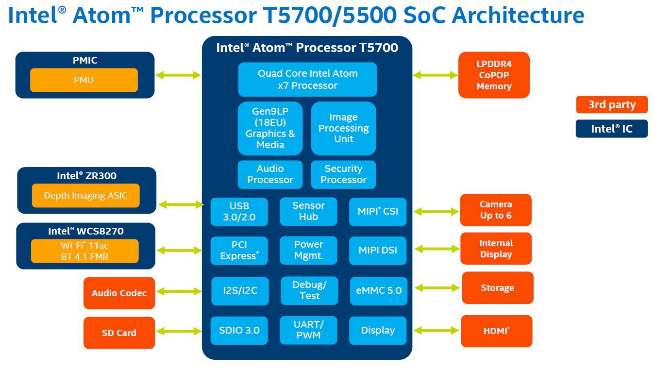 Intel® Atom™ Processor T5700/5500 SoC Architecture
PMIC
PMU
Intel® Atom™ Processor T5700
Quad Core Intel Atom
x7 Processor
Gen9LP
(18EU)
Graphics &
Media
Image
Processing
Unit
Audio
Processor
Security
Processor
USB
3.0/2.0
Sensor
Hub
MIPI* CSI
PCI
Express*
Power
Mgmt.
MIPI DSI
I2S/I2C
Debug/
Test
eMMC 5.0
SDIO 3.0
UART/
PWM
Display
LPDDR4
CoPOP
Memory
3rd party
Intel® IC
Intel® ZR300
Depth Imaging ASIC
Intel® WCS8270
Wi Fi* 11ac
BT 4.1 FMR
Audio Codec
SD Card
Camera
Up to 6
Internal
Display
Storage
HDMI*